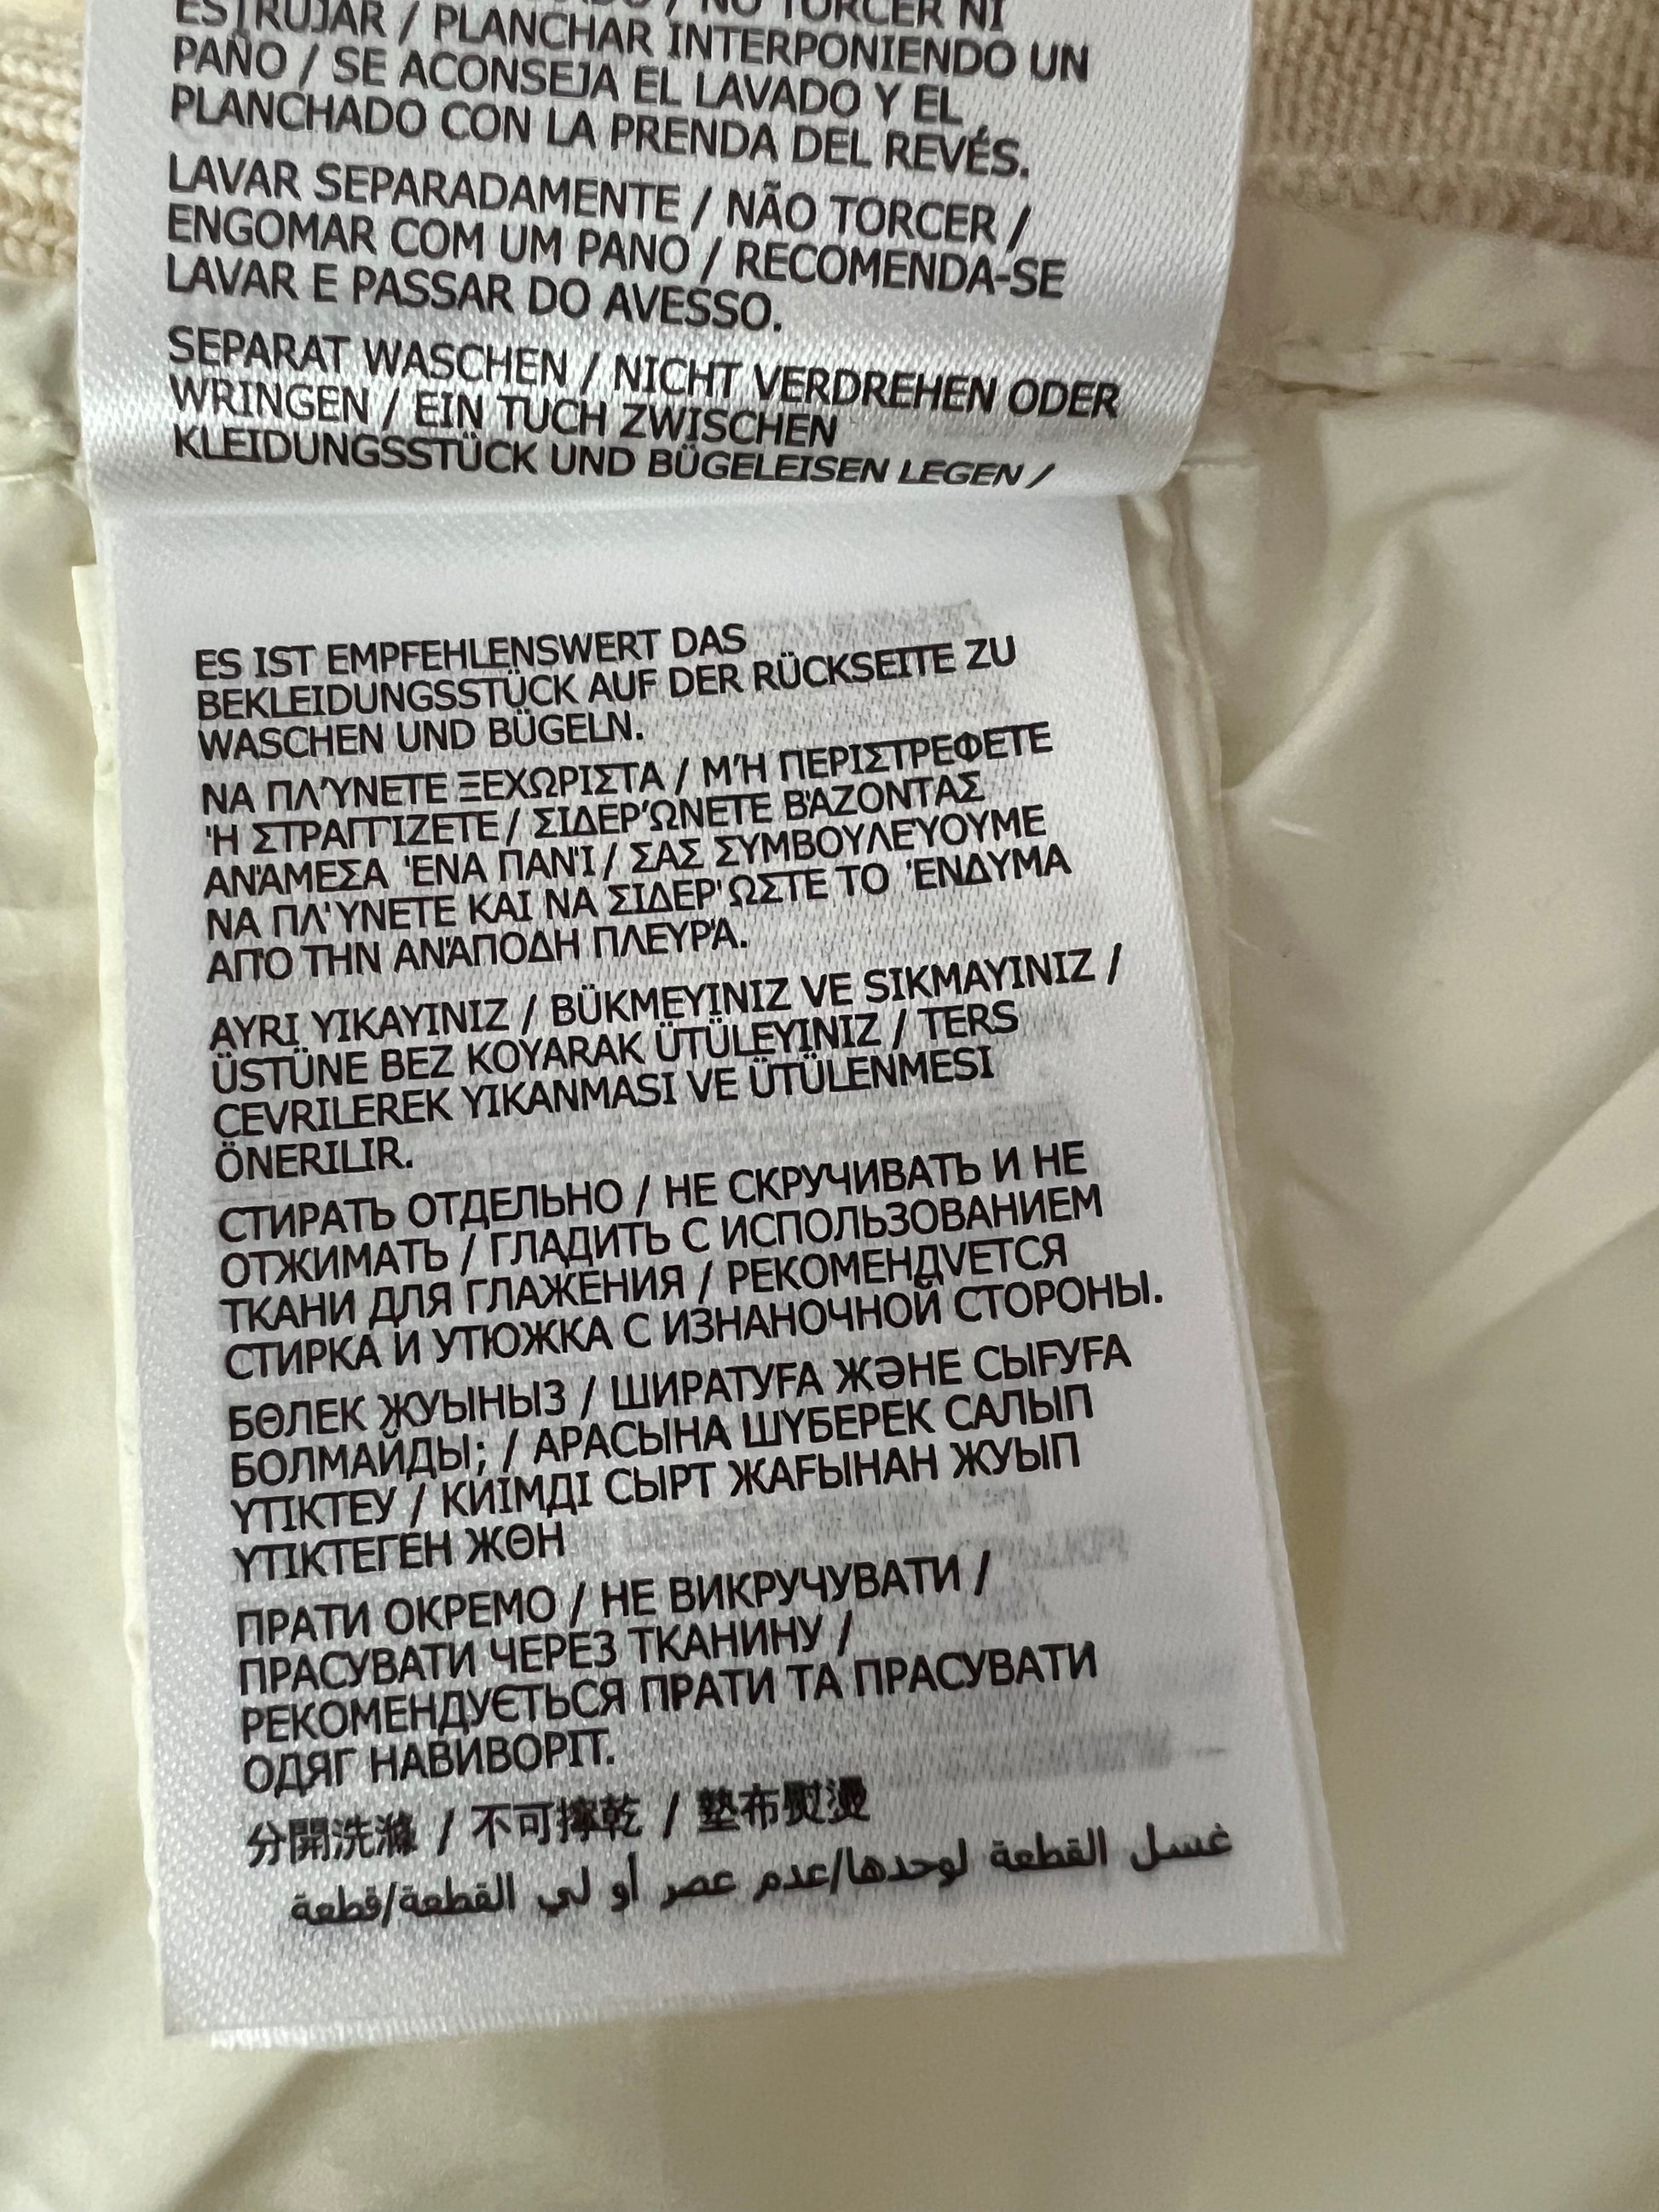 / NO TORCER NI
ESTRUJAR / PLANCHAR INTERPONIENDO UN
PAÑO / SE ACONSEJA EL LAVADO Y EL
PLANCHADO CON LA PRENDA DEL REVÉS.
LAVAR SEPARADAMENTE / NÃO TORCER /
ENGOMAR COM UM PANO / RECOMENDA-SE
LAVAR E PASSAR DO AVESSO.
SEPARAT WASCHEN / NICHT VERDREHEN ODER
WRINGEN / EIN TUCH ZWISCHEN
KLEIDUNGSSTÜCK UND BÜGELEISEN LEGEN /
ES IST EMPFEHLENSWERT DAS
BEKLEIDUNGSSTÜCK AUF DER RÜCKSEITE ZU
WASCHEN UND BÜGELN.
ΝΑ ΠΛ'ΥΝΕΤΕ ΞΕΧΩΡΙΣΤΑ / Μ'Η ΠΕΡΙΣΤΡΕΦΕΤΕ
'Η ΣΤΡΑΓΓ'ΙΖΕΤΕ / ΣΙΔΕΡ'ΩΝΕΤΕ Β'ΑΖΟΝΤΑΣ
ΑΝ'ΑΜΕΣΑ 'ΕΝΑ ΠΑΝ'Ι / ΣΑΣ ΣΥΜΒΟΥΛΕ'ΥΟΥΜΕ
ΝΑ ΠΛ'ΥΝΕΤΕ ΚΑΙ ΝΑ ΣΙΔΕΡ'ΩΣΤΕ ΤΟ 'ΕΝΔΥΜΑ
ΑΠ'Ο ΤΗΝ ΑΝ'ΑΠΟΔΗ ΠΛΕΥΡ'Α.
AYRI YIKAYINIZ / BÜKMEYINIZ VE SIKMAYINIZ /
ÜSTÜNE BEZ KOYARAK ÜTÜLEYINIZ / TERS
CEVRILEREK YIKANMASI VE ÜTÜLENMESI
ÖNERILIR.
СТИРАТЬ ОТДЕЛЬНО / НЕ СКРУЧИВАТЬ И НЕ
ОТЖИМАТЬ / ГЛАДИТЬ С ИСПОЛЬЗОВАНИЕМ
ТКАНИ ДЛЯ ГЛАЖЕНИЯ / РЕКОМЕНДVЕТСЯ
СТИРКА И УТЮЖКА С ИЗНАНОЧНОЙ СТОРОНЫ.
БӨЛЕК ЖУЫНЫЗ / ШИРАТУҒА ЖӘНЕ СЫҒУҒА
БОЛМАЙДЫ; / АРАСЫНА ШҮБЕРЕК САЛЫП
ҮТІКТЕУ / КИІМДІ СЫРТ ЖАҒЫНАН ЖУЫП
ҮТІКТЕГЕН ЖӨН
ПРАТИ ОКРЕМО / НЕ ВИКРУЧУВАТИ /
ПРАСУВАТИ ЧЕРЕЗ ТКАНИНУ /
РЕКОМЕНДУЄТЬСЯ ПРАТИ ТА ПРАСУВАТИ
ОДЯГ НАВИВОРІТ.
分開洗滌 / 不可擰乾 / 墊布熨燙
غسل القطعة لوحدها/عدم عصر أو لي القطعة/قطعة